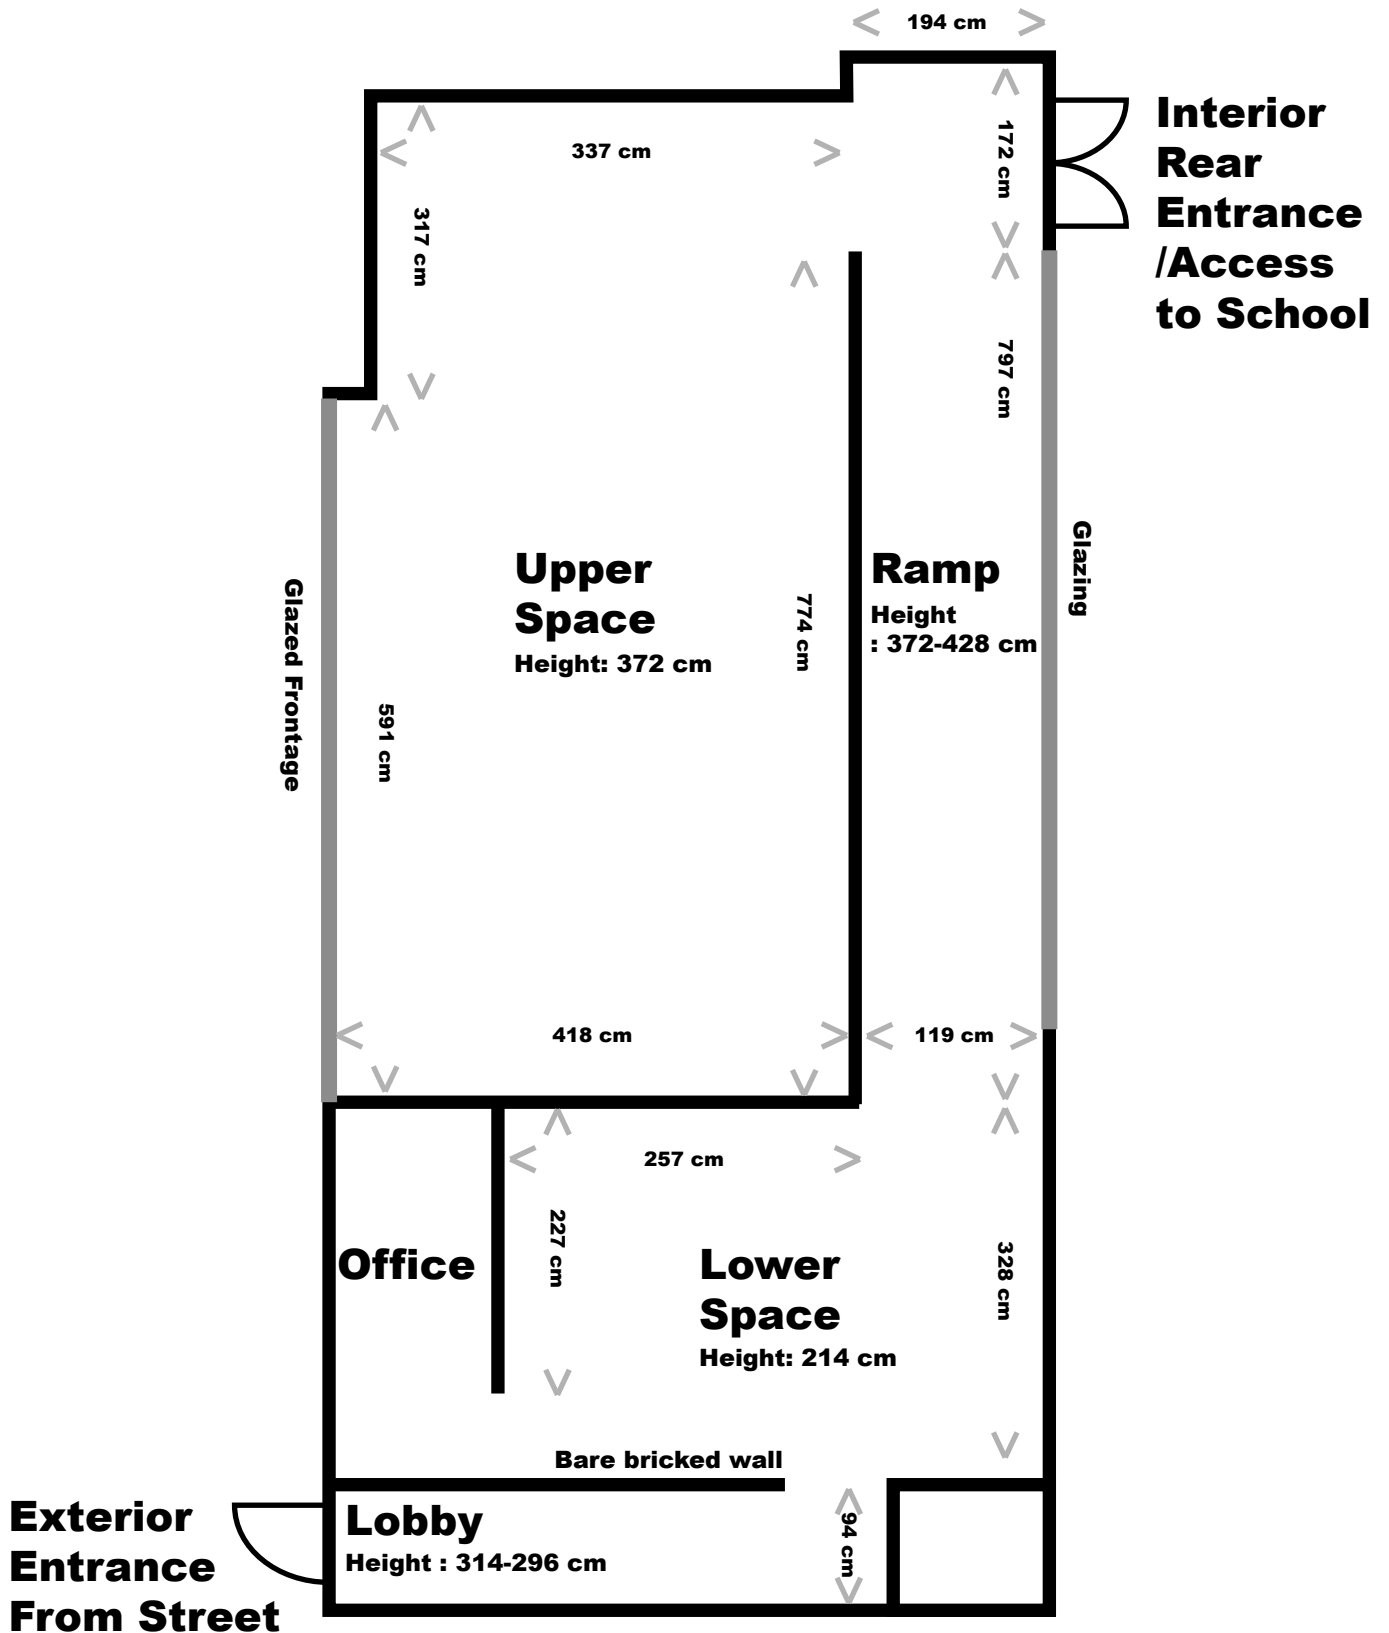 194 cm
Interior
Rear
Entrance
/Access
to School
172 cm
337 cm
317 cm
797 cm
Glazing
Upper
Space
Height: 372 cm
Ramp
Height
: 372-428 cm
774 cm
Glazed Frontage
591 cm
418 cm
119 cm
257 cm
227 cm
Office
Lower
Space
Height: 214 cm
328 cm
Bare bricked wall
Exterior
Entrance
From Street
Lobby
Height : 314-296 cm
94 cm